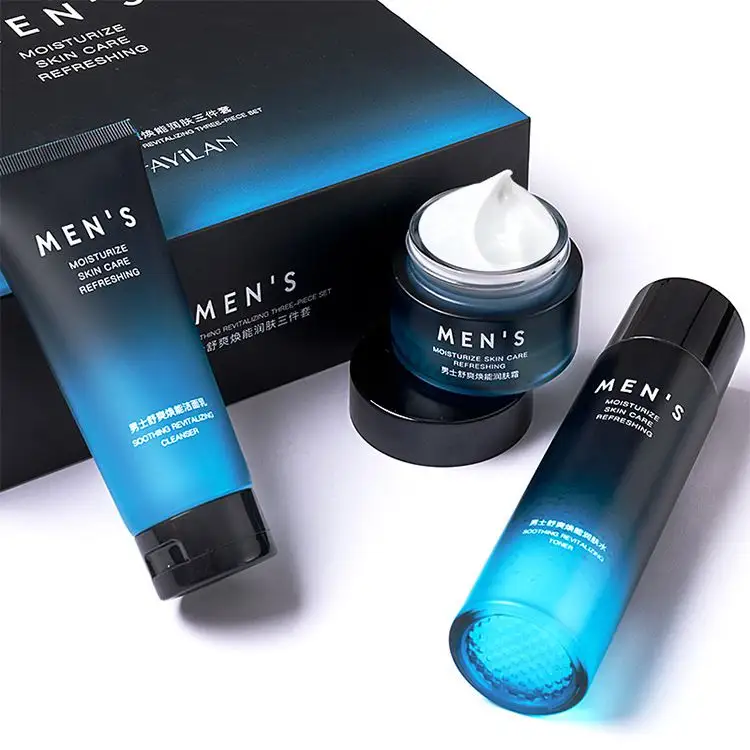 MEN'S
MOISTURIZE
SKIN CARE
REFRESHING
焕能润肤三件套
REVITALIZING THREE-PIECE SET
AYiLAN
MEN'S
REVITALIZING THREE-PIECE SET
舒爽焕能润肤三件套
MEN'S
MOISTURIZE
SKIN CARE
REFRESHING
男士舒爽焕能洁面乳
SOOTHING REVITALIZING
CLEANSER
MEN'S
MOISTURIZE SKIN CARE
REFRESHING
男士舒爽焕能润肤霜
MEN'S
MOISTURIZE
SKIN CARE
REFRESHING
男士舒爽焕能润肤水
SOOTHING REVITALIZING
TONER